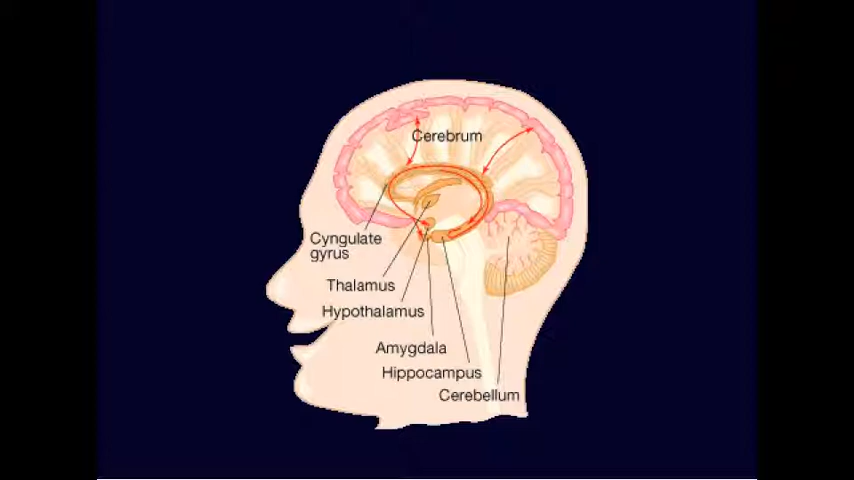 Cerebrum
Cyngulate
gyrus
Thalamus
Hypothalamus
Amygdala
Hippocampus
Cerebellum